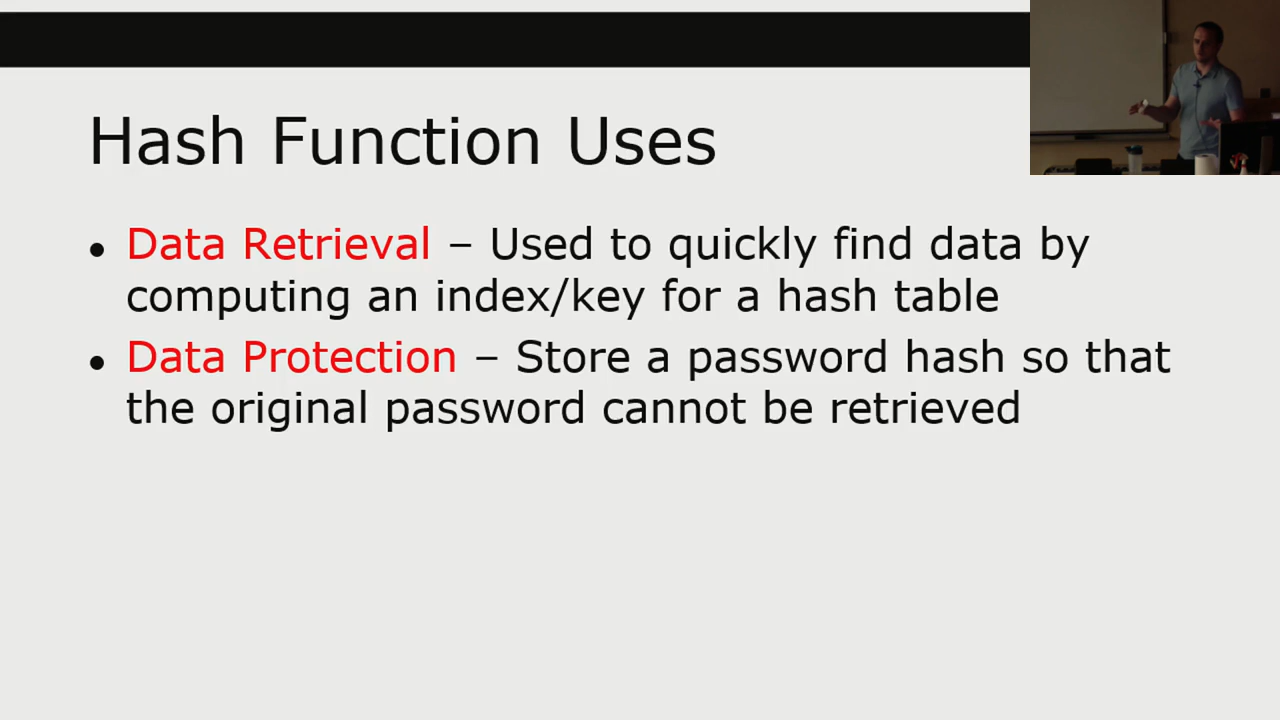 Hash Function Uses
• Data Retrieval – Used to quickly find data by
computing an index/key for a hash table
• Data Protection – Store a password hash so that
the original password cannot be retrieved